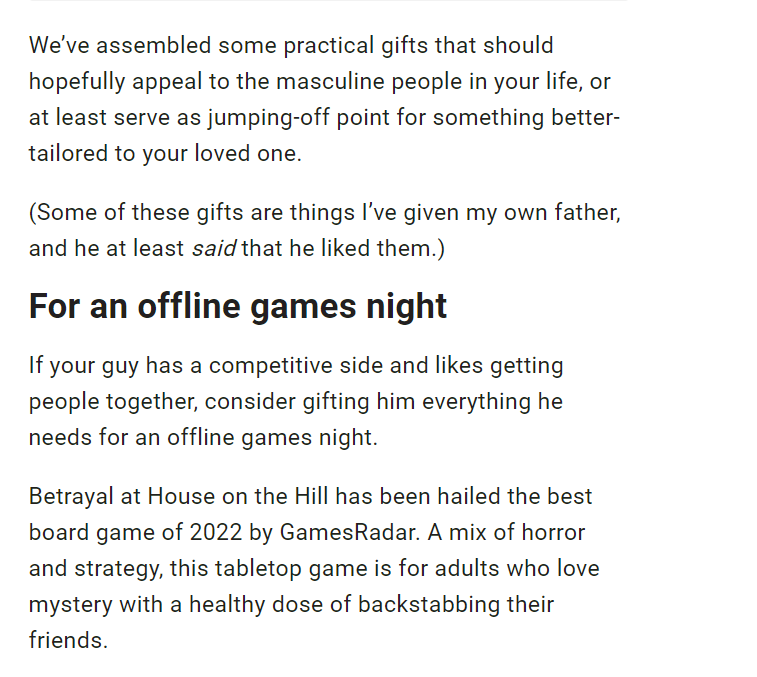 We’ve assembled some practical gifts that should
hopefully appeal to the masculine people in your life, or
at least serve as jumping-off point for something better-
tailored to your loved one.
(Some of these gifts are things I’ve given my own father,
and he at least said that he liked them.)
For an offline games night
If your guy has a competitive side and likes getting
people together, consider gifting him everything he
needs for an offline games night.
Betrayal at House on the Hill has been hailed the best
board game of 2022 by GamesRadar. A mix of horror
and strategy, this tabletop game is for adults who love
mystery with a healthy dose of backstabbing their
friends.